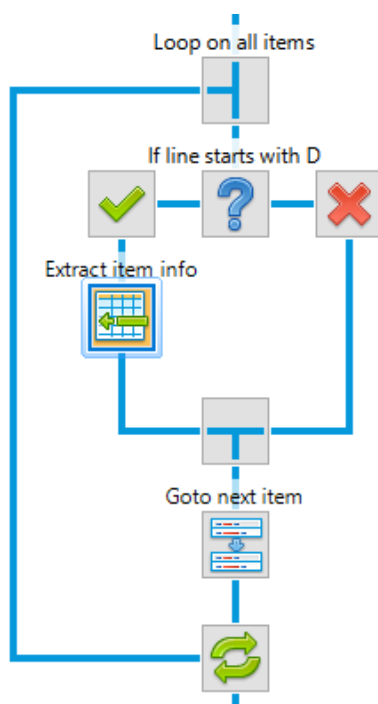 Loop on all items
If line starts with D
Extract item info
Goto next item